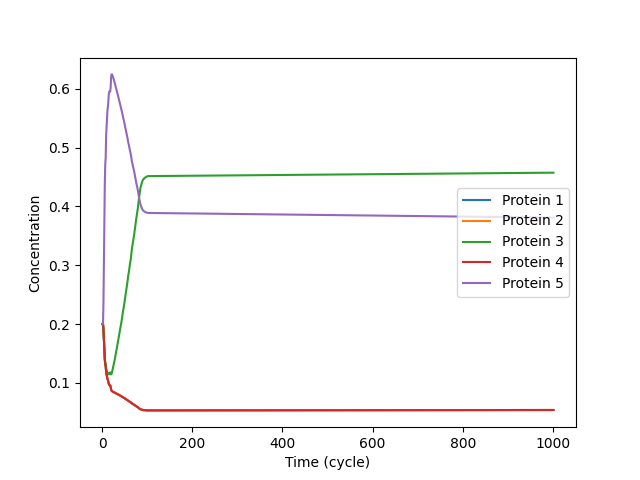 0.6
0.5
0.4
0.3
0.2
0.1
Concentration
0
200
400
600
800
1000
Time (cycle)
Protein 1
Protein 2
Protein 3
Protein 4
Protein 5